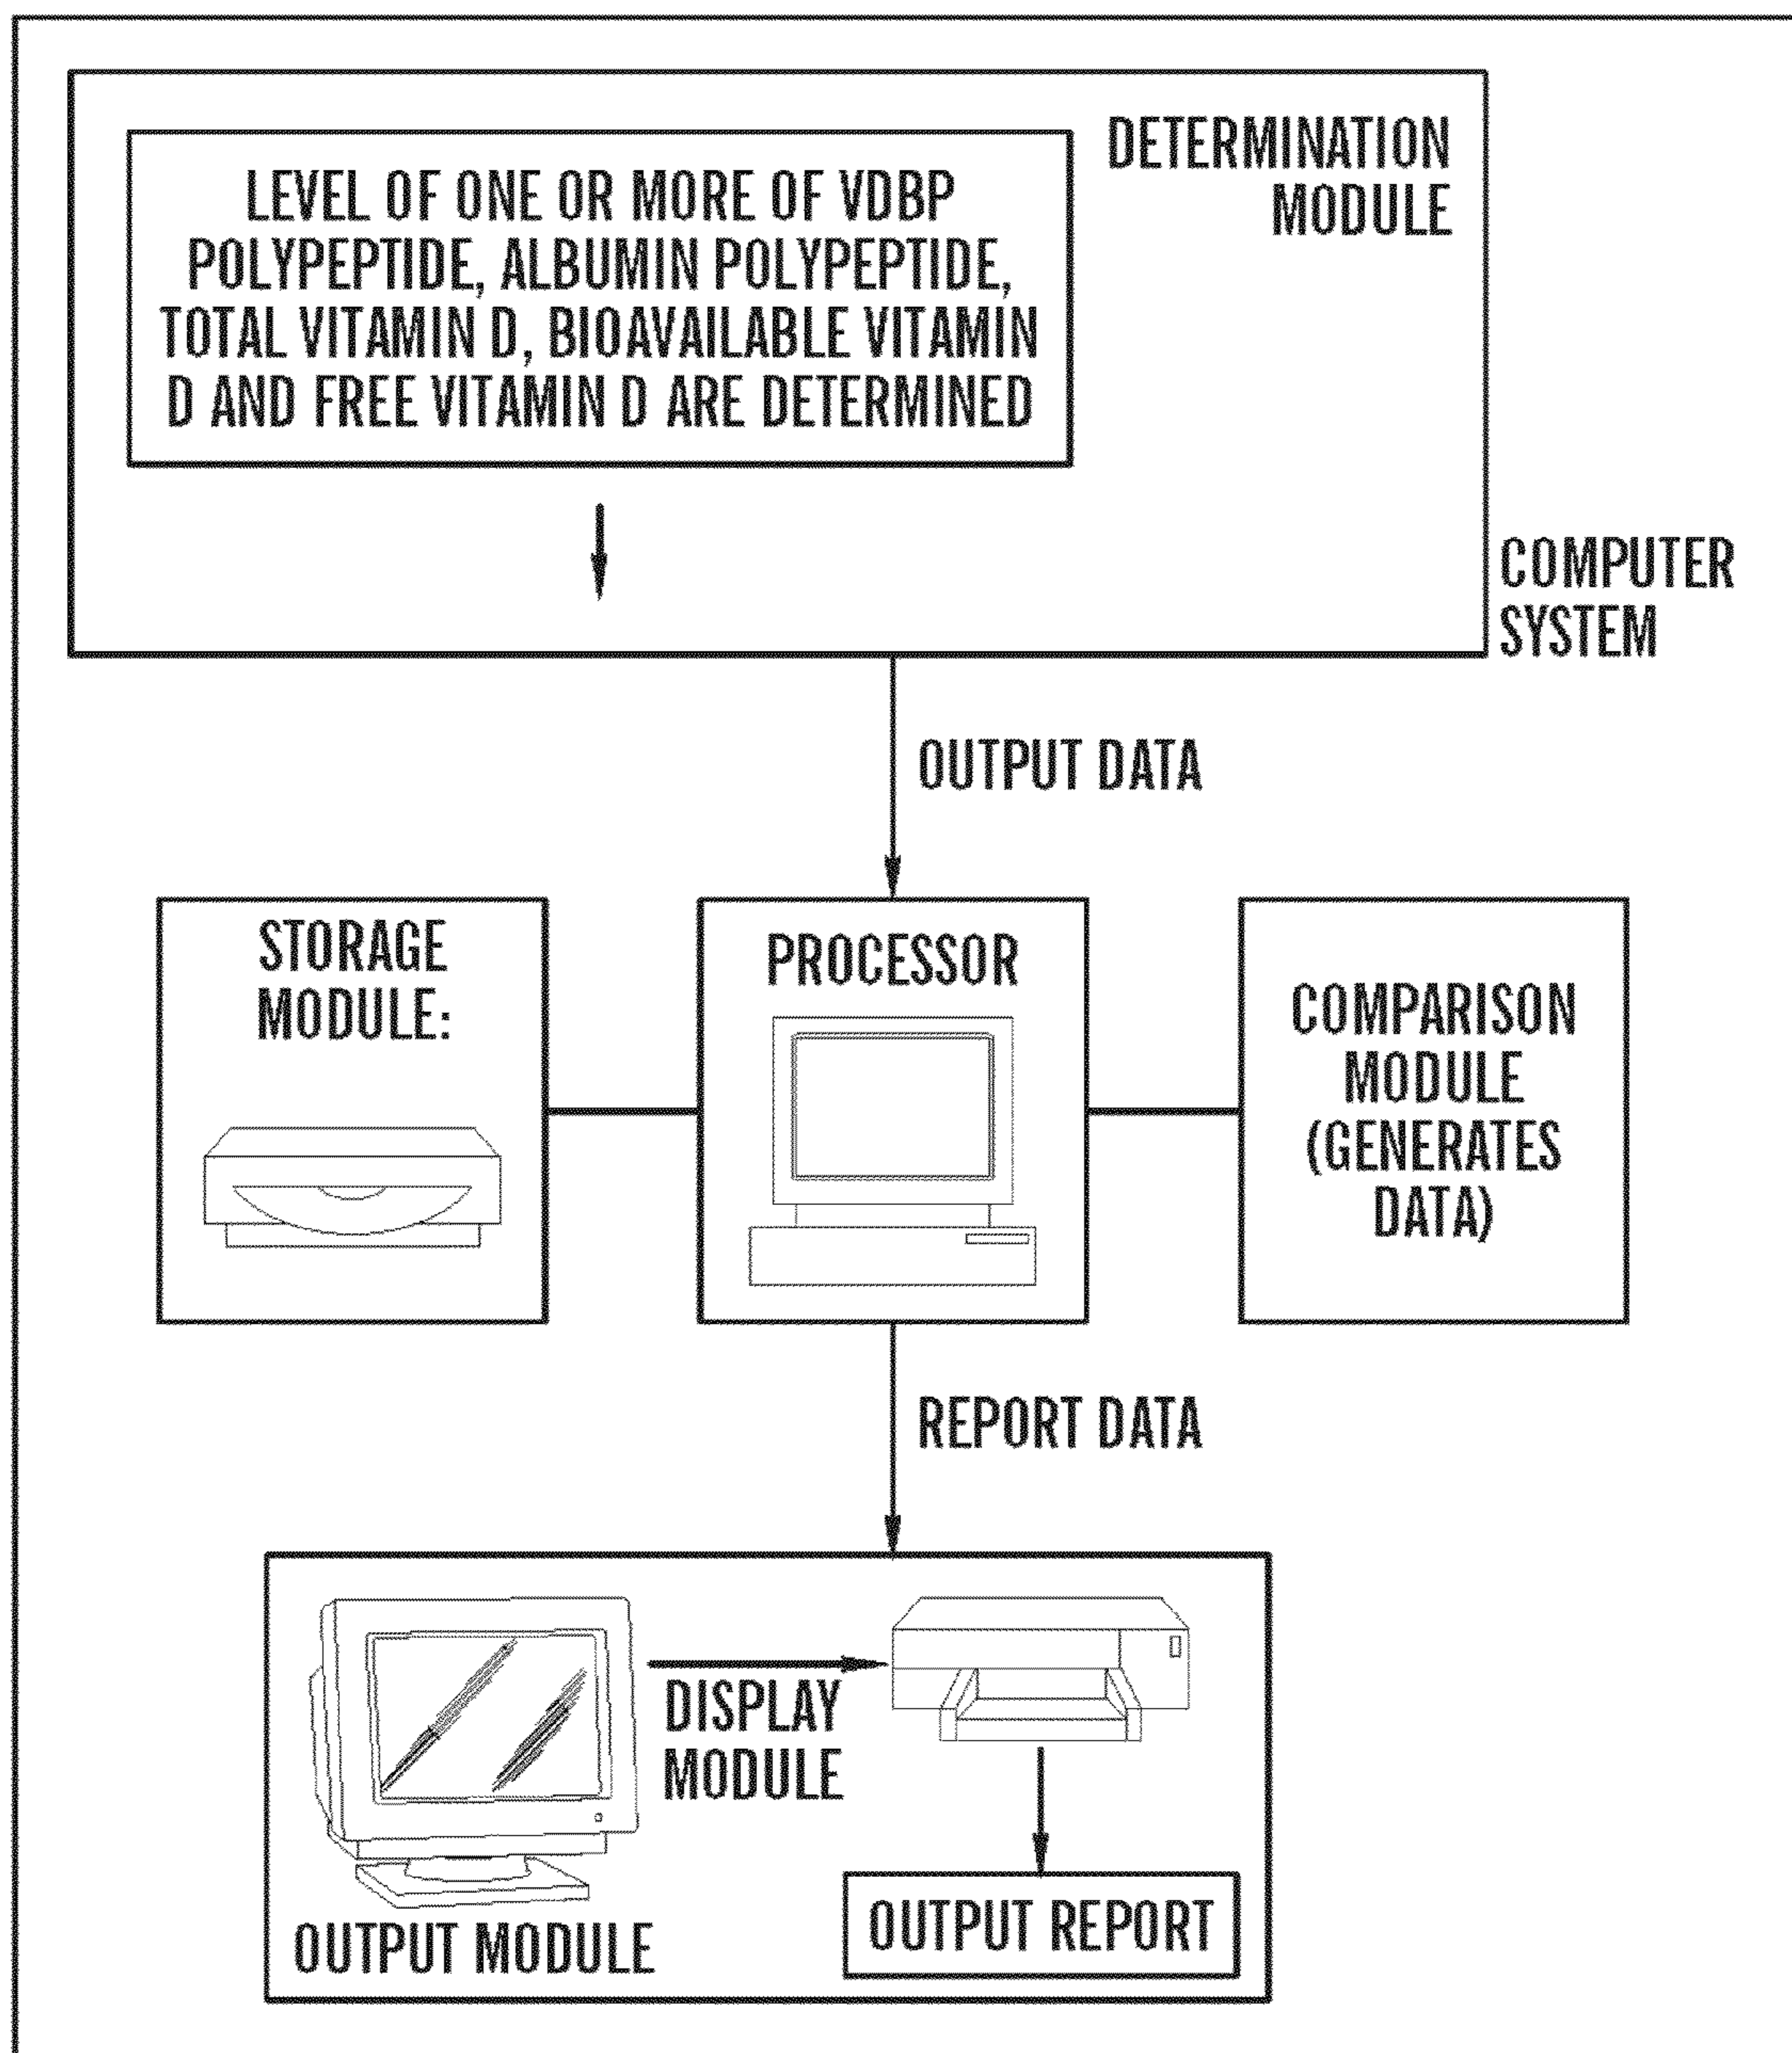 DETERMINATION
MODULE
LEVEL OF ONE OR MORE OF VDBP
POLYPEPTIDE, ALBUMIN POLYPEPTIDE,
TOTAL VITAMIN D, BIOAVAILABLE VITAMIN
D AND FREE VITAMIN D ARE DETERMINED
COMPUTER
SYSTEM
OUTPUT DATA
STORAGE
MODULE:
PROCESSOR
COMPARISON
MODULE
(GENERATES
DATA)
REPORT DATA
DISPLAY
MODULE
OUTPUT MODULE
OUTPUT REPORT